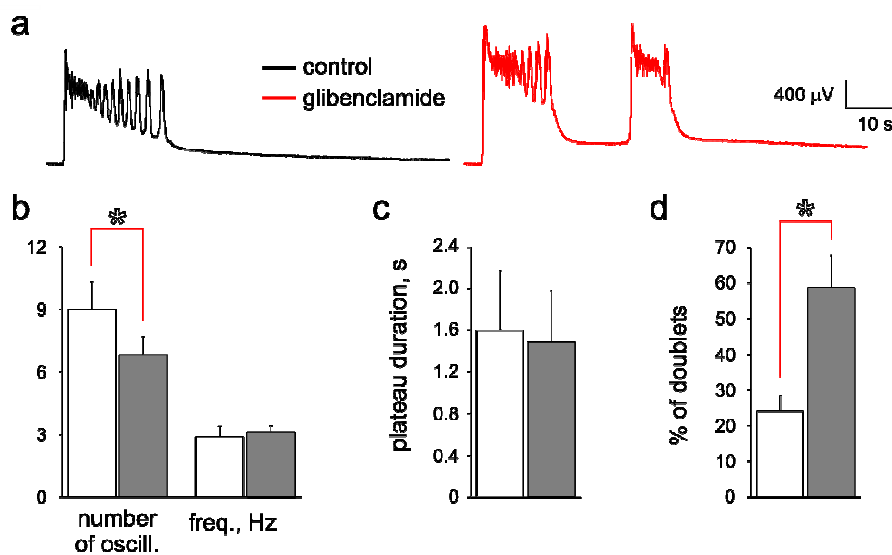 a
control
glibenclamide
400 µV
10 s
b
*
12
9
6
3
0
number
of oscill.
freq., Hz
c
plateau duration, s
2.4
2.0
1.6
1.2
0.8
0.4
0
d
*
% of doublets
70
60
50
40
30
20
10
0